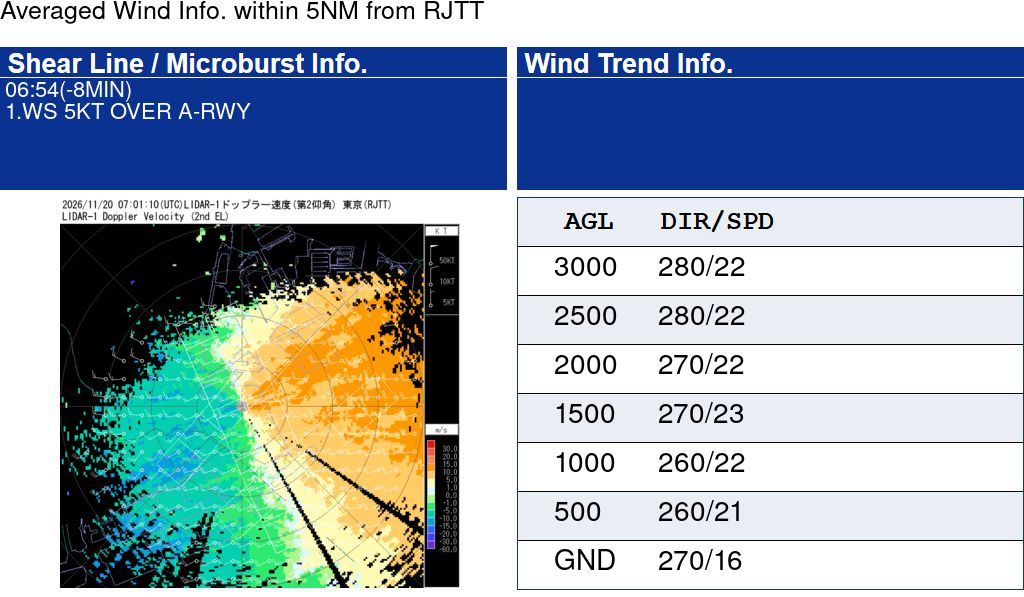 Averaged Wind Info. within 5NM from RJTT
Shear Line / Microburst Info.
06:54(-8MIN)
1.WS 5KT OVER A-RWY
Wind Trend Info.
2026/11/20 07:01:10(UTC)LIDAR-1ドップラー速度(第2仰角) 東京(RJTT)
LIDAR-1 Doppler Velocity (2nd EL)
KT
50KT
10KT
5KT
m/s
30.0
20.0
15.0
10.0
5.0
1.0
0.0
-1.0
-5.0
-10.0
-15.0
-20.0
-30.0
-60.0
AGL DIR/SPD
3000 280/22
2500 280/22
2000 270/22
1500 270/23
1000 260/22
500 260/21
GND 270/16